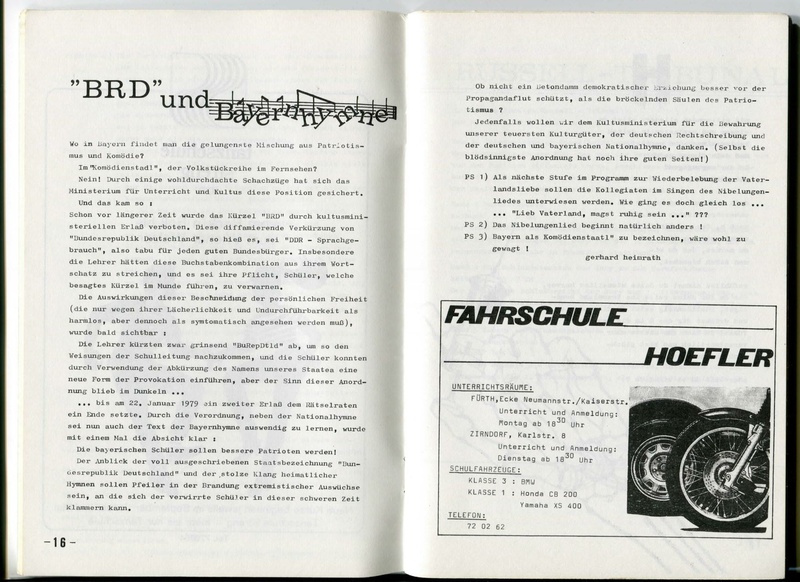 "BRD"
und Bayernhymne
Wo in Bayern findet man die gelungenste Mischung aus Patriotis-
mus und Komödie?
Im "Komödienstadl", der Volkstückreihe im Fernsehen?
Nein! Durch einige wohldurchdachte Schachzüge hat sich das
Ministerium für Unterricht und Kultus diese Position gesichert.
Und das kam so :
Schon vor längerer Zeit wurde das Kürzel "BRD" durch kultusmini-
steriellen Erlaß verboten. Diese diffamierende Verkürzung von
"Bundesrepublik Deutschland", so hieß es, sei "DDR - Sprachge-
brauch", also tabu für jeden guten Bundesbürger. Insbesondere
die Lehrer hätten diese Buchstabenkombination aus ihrem Wort-
schatz zu streichen, und es sei ihre Pflicht, Schüler, welche
besagtes Kürzel im Munde führen, zu verwarnen.
Die Auswirkungen dieser Beschneidung der persönlichen Freiheit
(die nur wegen ihrer Lächerlichkeit und Undurchführbarkeit als
harmlos, aber dennoch als symtomatisch angesehen werden muß),
wurde bald sichtbar :
Die Lehrer kürzten zwar grinsend "BuRepDtld" ab, um so den
Weisungen der Schulleitung nachzukommen, und die Schüler konnten
durch Verwendung der Abkürzung des Namens unseres Staatea eine
neue Form der Provokation einführen, aber der Sinn dieser Anord-
nung blieb im Dunkeln ...
... bis am 22. Januar 1979 ein zweiter Erlaß dem Rätselraten
ein Ende setzte. Durch die Verordnung, neben der Nationalhymne
sei nun auch der Text der Bayernhymne auswendig zu lernen, wurde
mit einem Mal die Absicht klar :
Die bayerischen Schüler sollen bessere Patrioten werden!
Der Anblick der voll ausgeschriebenen Staatsbezeichnung "Bun-
desrepublik Deutschland" und der stolze Klang heimatlicher
Hymnen sollen Pfeiler in der Brandung extremistischer Auswüchse
sein, an die sich der verwirrte Schüler in dieser schweren Zeit
klammern kann.
-16-
Ob nicht ein Betondamm demokratischer Erziehung besser vor der
Propagandaflut schützt, als die bröckelnden Säulen des Patrio-
tismus ?
Jedenfalls wollen wir dem Kultusministerium für die Bewahrung
unserer teuersten Kulturgüter, der deutschen Rechtschreibung und
der deutschen und bayerischen Nationalhymne, danken. (Selbst die
blödsinnigste Anordnung hat noch ihre guten Seiten!)
PS 1) Als nächste Stufe im Programm zur Wiederbelebung der Vater-
landsliebe sollen die Kollegiaten im Singen des Nibelungen-
liedes unterwiesen werden. Wie ging es doch gleich los ...
... "Lieb Vaterland, magst ruhig sein ..." ???
PS 2) Das Nibelungenlied beginnt natürlich anders !
PS 3) Bayern als Komödienstaatl" zu bezeichnen, wäre wohl zu
gewagt !
gerhard heimrath
FAHRSCHULE
HOEFLER
UNTERRICHTSRÄUME:
FÜRTH,Ecke Neumannstr./Kaiserstr.
Unterricht und Anmeldung:
Montag ab 18³⁰ Uhr
ZIRNDORF, Karlstr. 8
Unterricht und Anmeldung:
Dienstag ab 18³⁰ Uhr
SCHULFAHRZEUGE:
KLASSE 3 : BMW
KLASSE 1 : Honda CB 200
Yamaha XS 400
TELEFON:
72 02 62